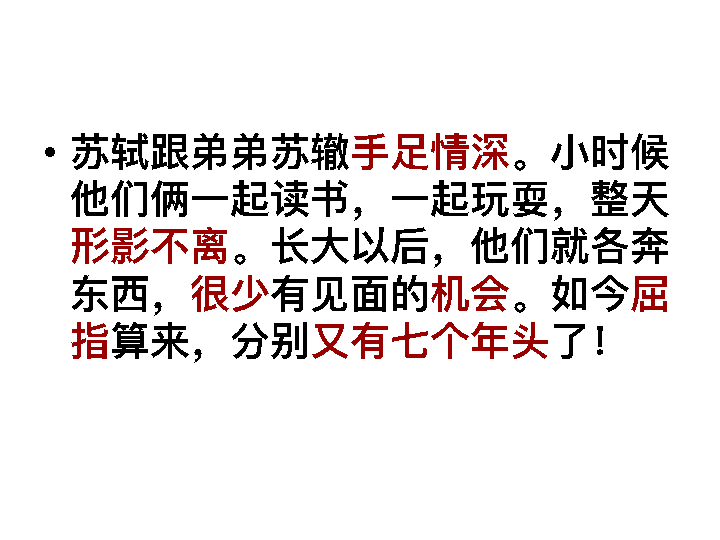 • 苏轼跟弟弟苏辙手足情深。小时候
他们俩一起读书，一起玩耍，整天
形影不离。长大以后，他们就各奔
东西，很少有见面的机会。如今屈
指算来，分别又有七个年头了！